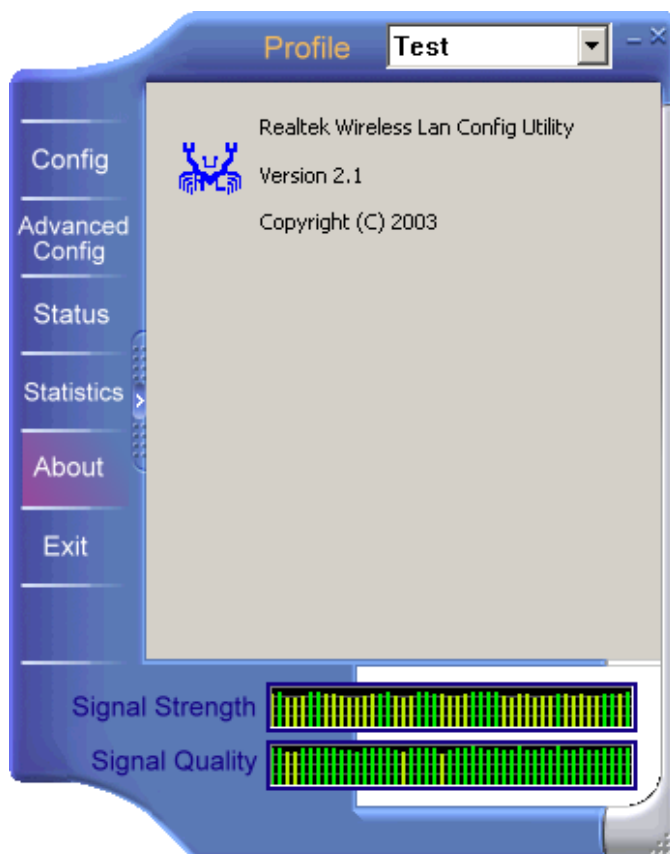 Profile Test
Config
Advanced
Config
Status
Statistics
About
Exit
Realtek Wireless Lan Config Utility
Version 2.1
Copyright (C) 2003
Signal Strength
Signal Quality